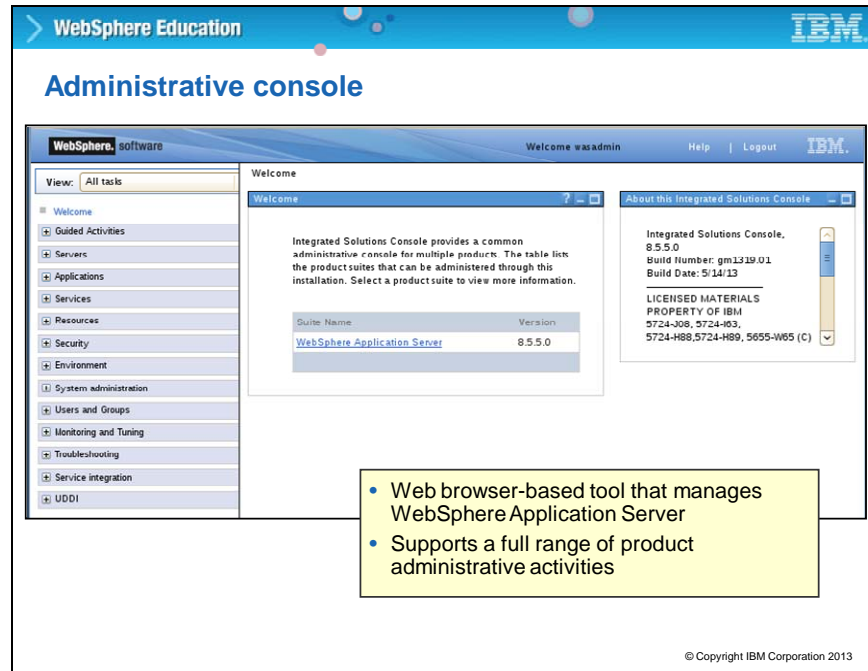 WebSphere Education
IBM.
Administrative console
WebSphere. software
Welcome wasadmin
Help | Logout
IBM.
View: All tasks
Welcome
Guided Activities
Servers
Applications
Services
Resources
Security
Environment
System administration
Users and Groups
Monitoring and Tuning
Troubleshooting
Service integration
UDDI
Welcome
Welcome
Integrated Solutions Console provides a common
administrative console for multiple products. The table lists
the product suites that can be administered through this
installation. Select a product suite to view more information.
Suite Name Version
WebSphere Application Server 8.5.5.0
About this Integrated Solutions Console
Integrated Solutions Console,
8.5.5.0
Build Number: gm1319.01
Build Date: 5/14/13
LICENSED MATERIALS
PROPERTY OF IBM
5724-J08, 5724-I63,
5724-H88,5724-H89, 5655-W65 (C)
• Web browser-based tool that manages
WebSphere Application Server
• Supports a full range of product
administrative activities
© Copyright IBM Corporation 2013